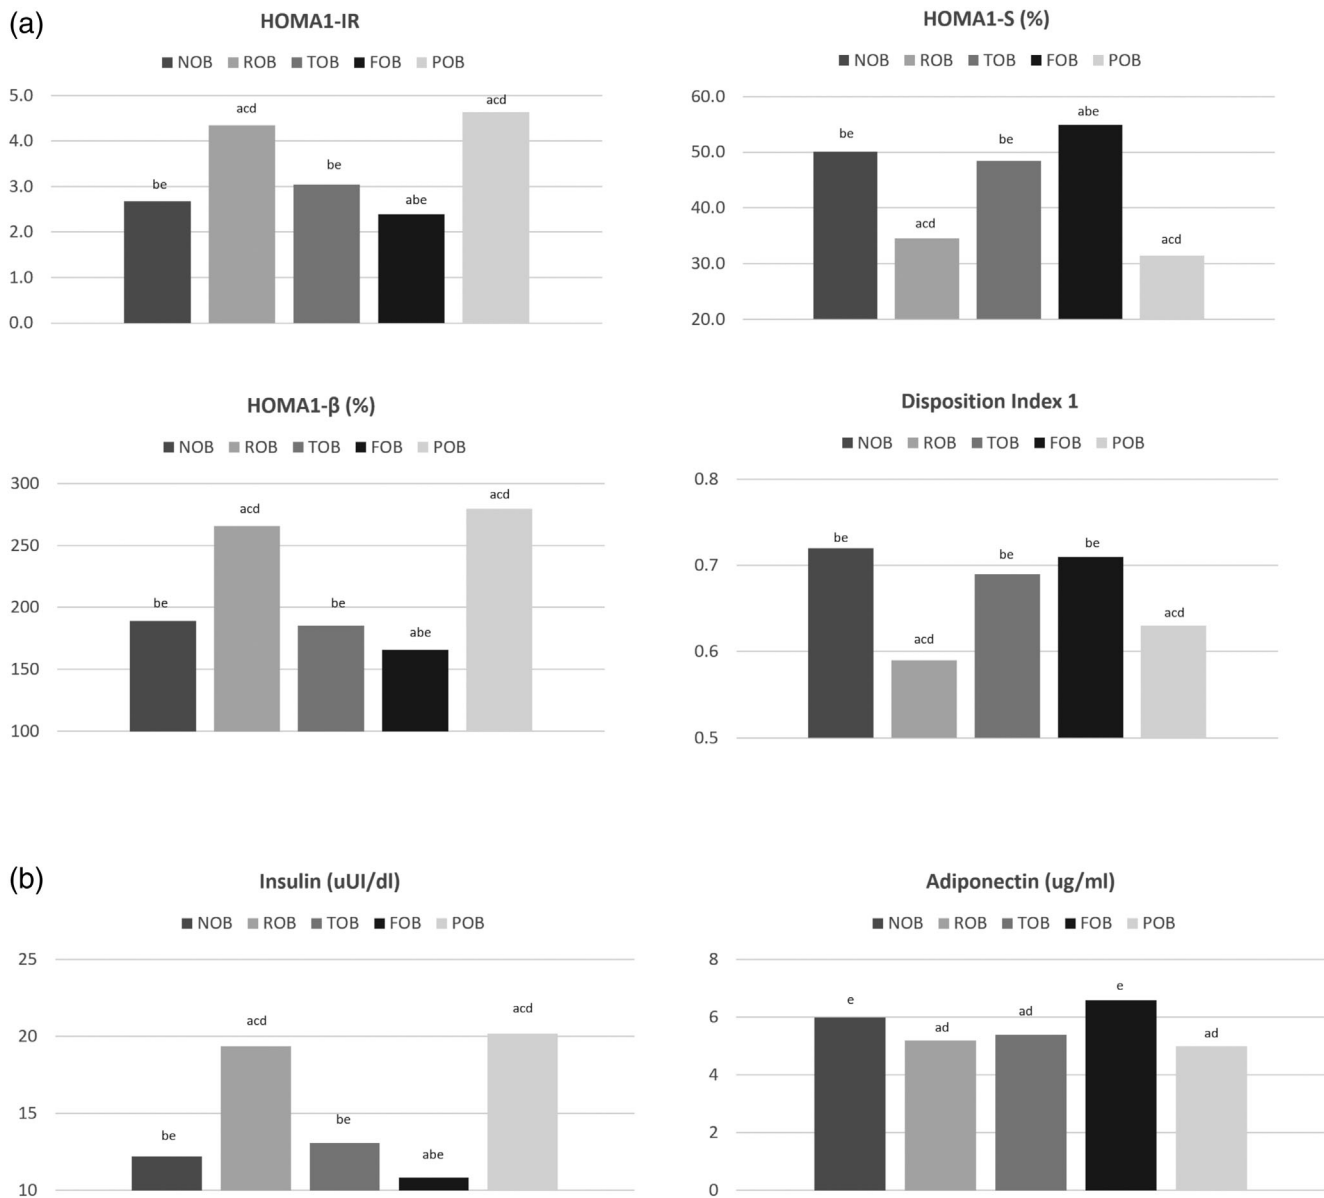 (a)
HOMA1-IR
NOB ROB TOB FOB POB
5.0
4.0
3.0
2.0
1.0
0.0
be
acd
be
abe
acd
HOMA1-S (%)
NOB ROB TOB FOB POB
60.0
50.0
40.0
30.0
20.0
be
acd
be
abe
acd
HOMA1-β (%)
NOB ROB TOB FOB POB
300
250
200
150
100
be
acd
be
abe
acd
Disposition Index 1
NOB ROB TOB FOB POB
0.8
0.7
0.6
0.5
be
acd
be
be
acd
(b)
Insulin (uUI/dl)
NOB ROB TOB FOB POB
25
20
15
10
be
acd
be
abe
acd
Adiponectin (ug/ml)
NOB ROB TOB FOB POB
8
6
4
2
0
e
ad
ad
e
ad